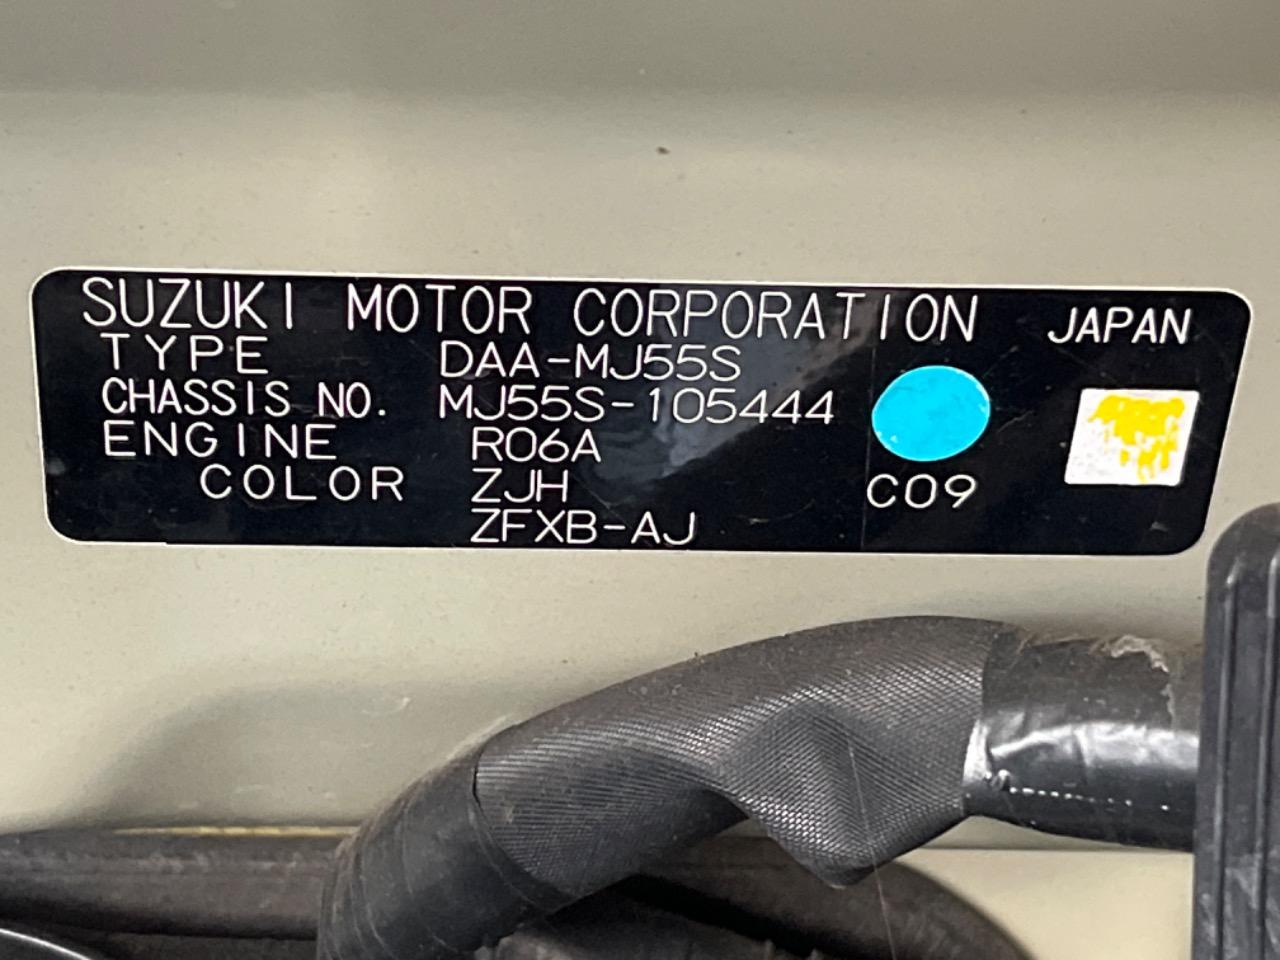 SUZUKI MOTOR CORPORATION JAPAN
TYPE DAA-MJ55S
CHASSIS NO. MJ55S-105444
ENGINE R06A
COLOR ZJH C09
ZFXB-AJ